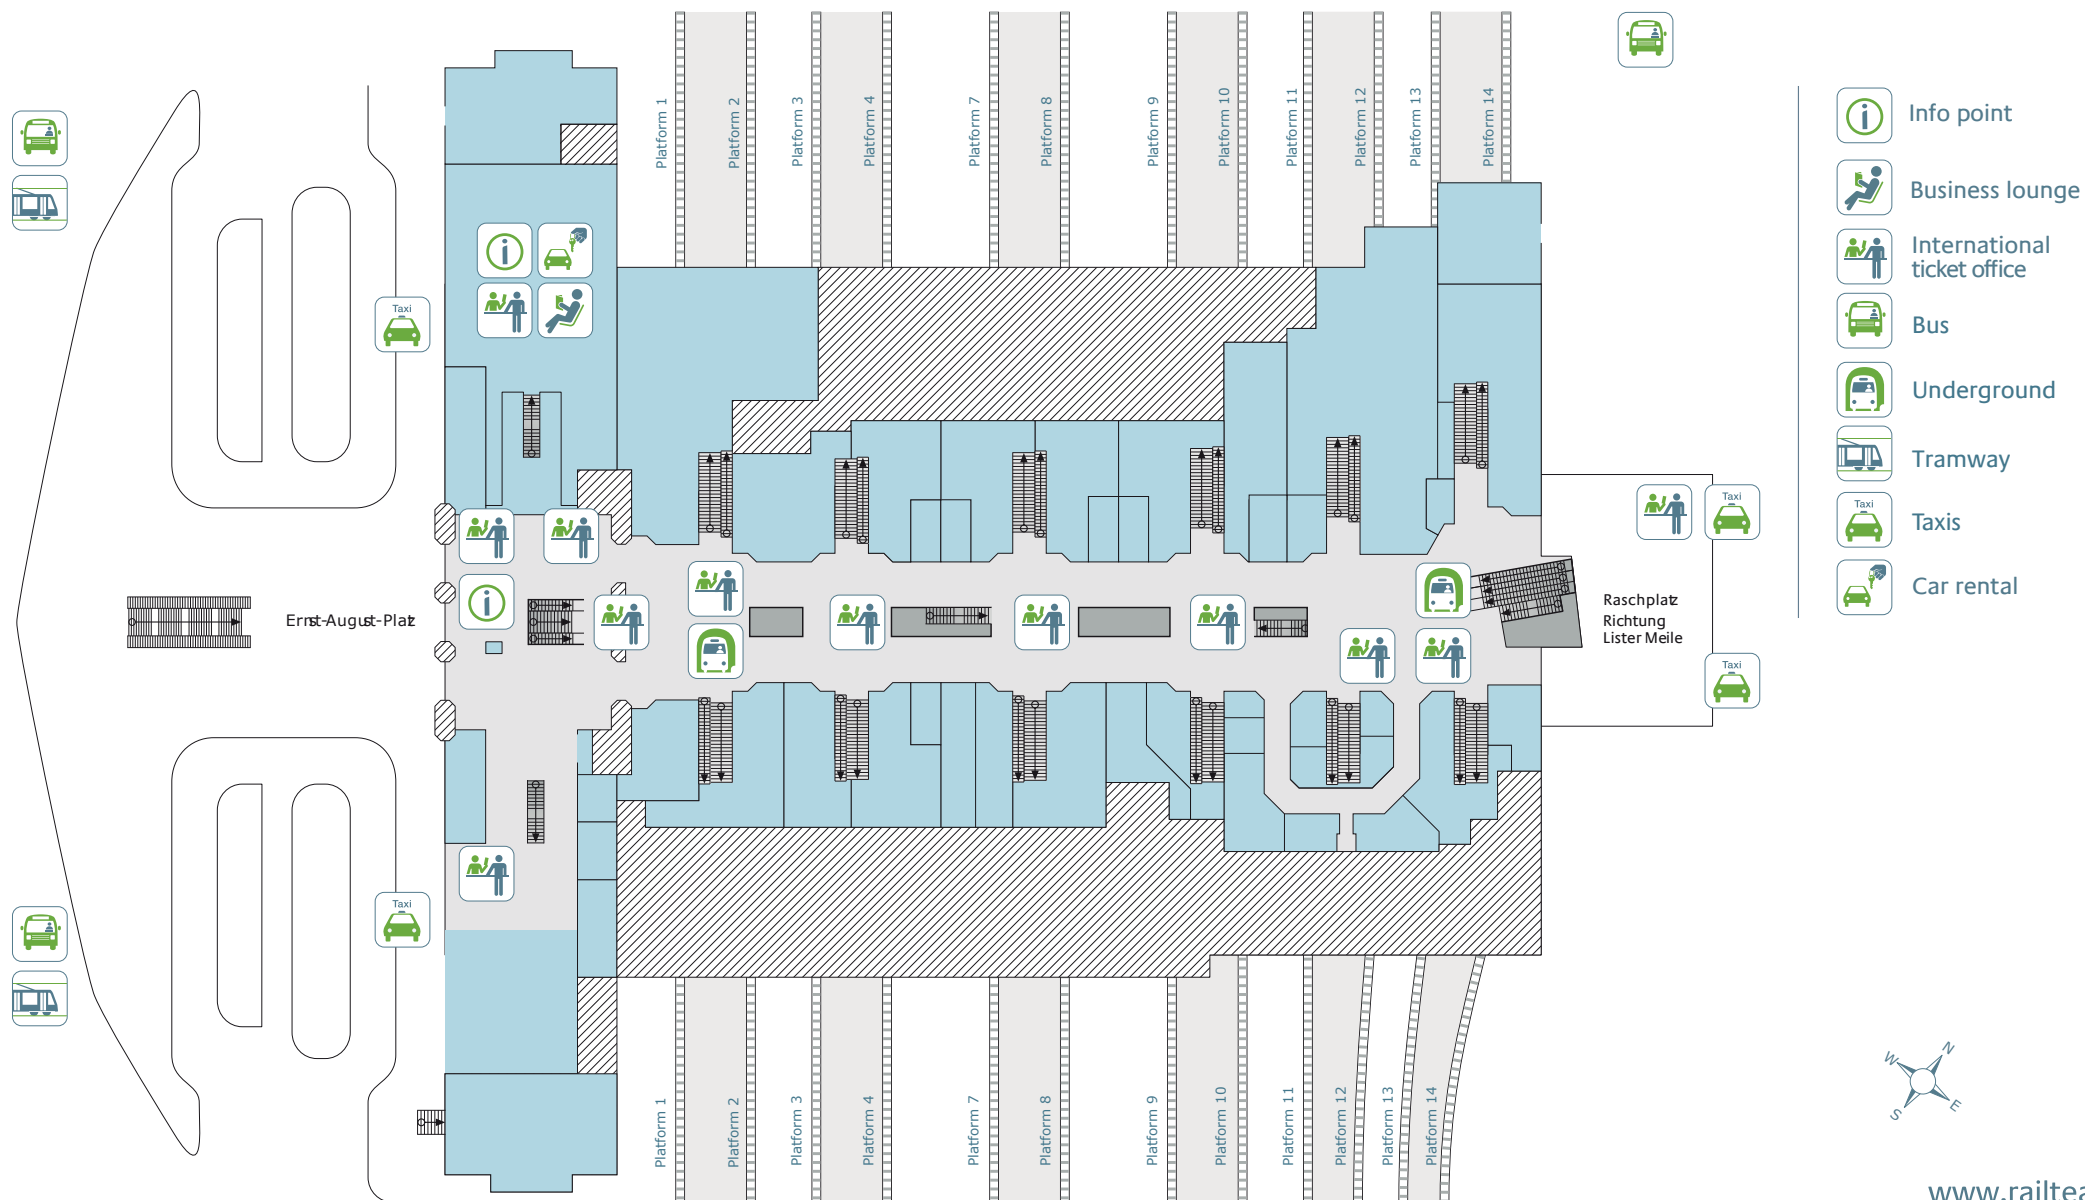 Platform 1
Platform 2
Platform 3
Platform 4
Platform 7
Platform 8
Platform 9
Platform 10
Platform 11
Platform 12
Platform 13
Platform 14
Info point
Business lounge
International
ticket office
Bus
Underground
Tramway
Taxi
Taxis
Car rental
Taxi
Taxi
Taxi
Ernst-August-Platz
Raschplatz
Richtung
Lister Meile
Taxi
Platform 1
Platform 2
Platform 3
Platform 4
Platform 7
Platform 8
Platform 9
Platform 10
Platform 11
Platform 12
Platform 13
Platform 14
N
W
E
S
www.railtea